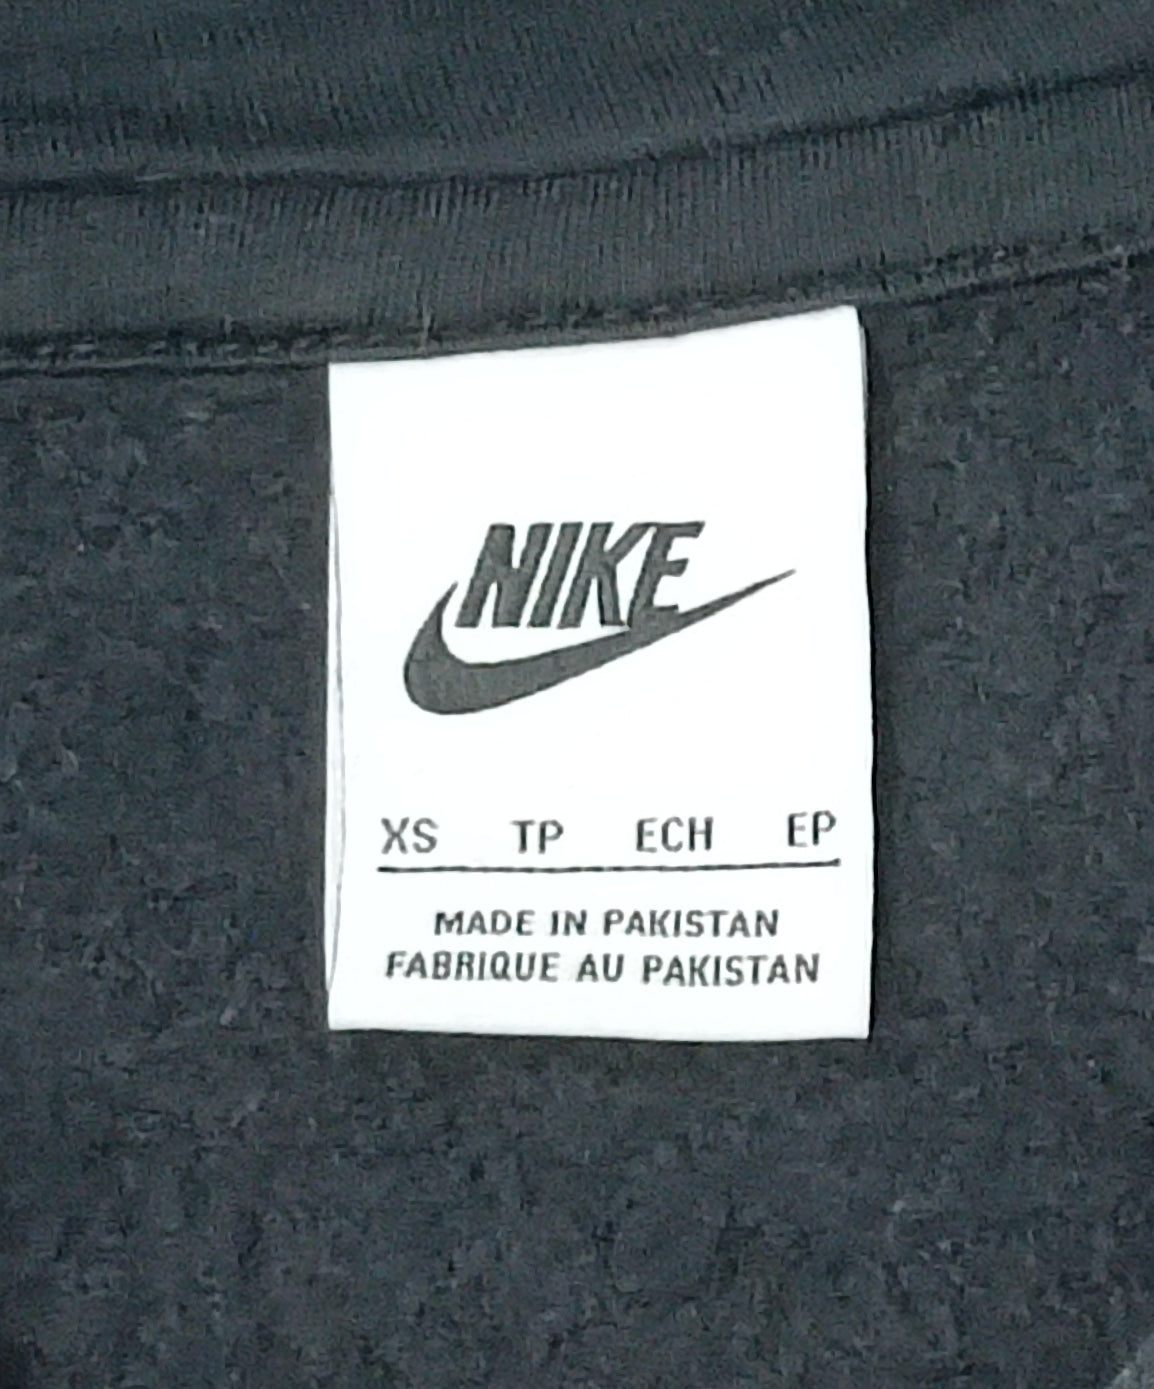 NIKE
XS TP ECH EP
MADE IN PAKISTAN
FABRIQUE AU PAKISTAN